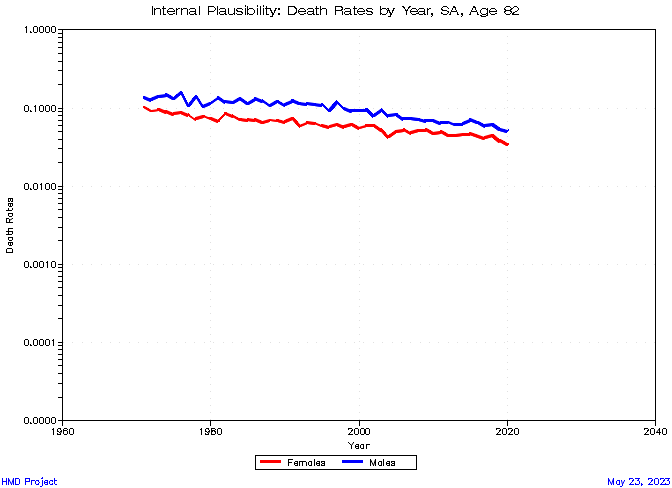 Internal Plausibility: Death Rates by Year, SA, Age 82
1.0000
0.1000
0.0100
0.0010
0.0001
0.0000
Death Rates
1960
1980
2000
2020
2040
Year
Females
Males
HMD Project
May 23, 2023